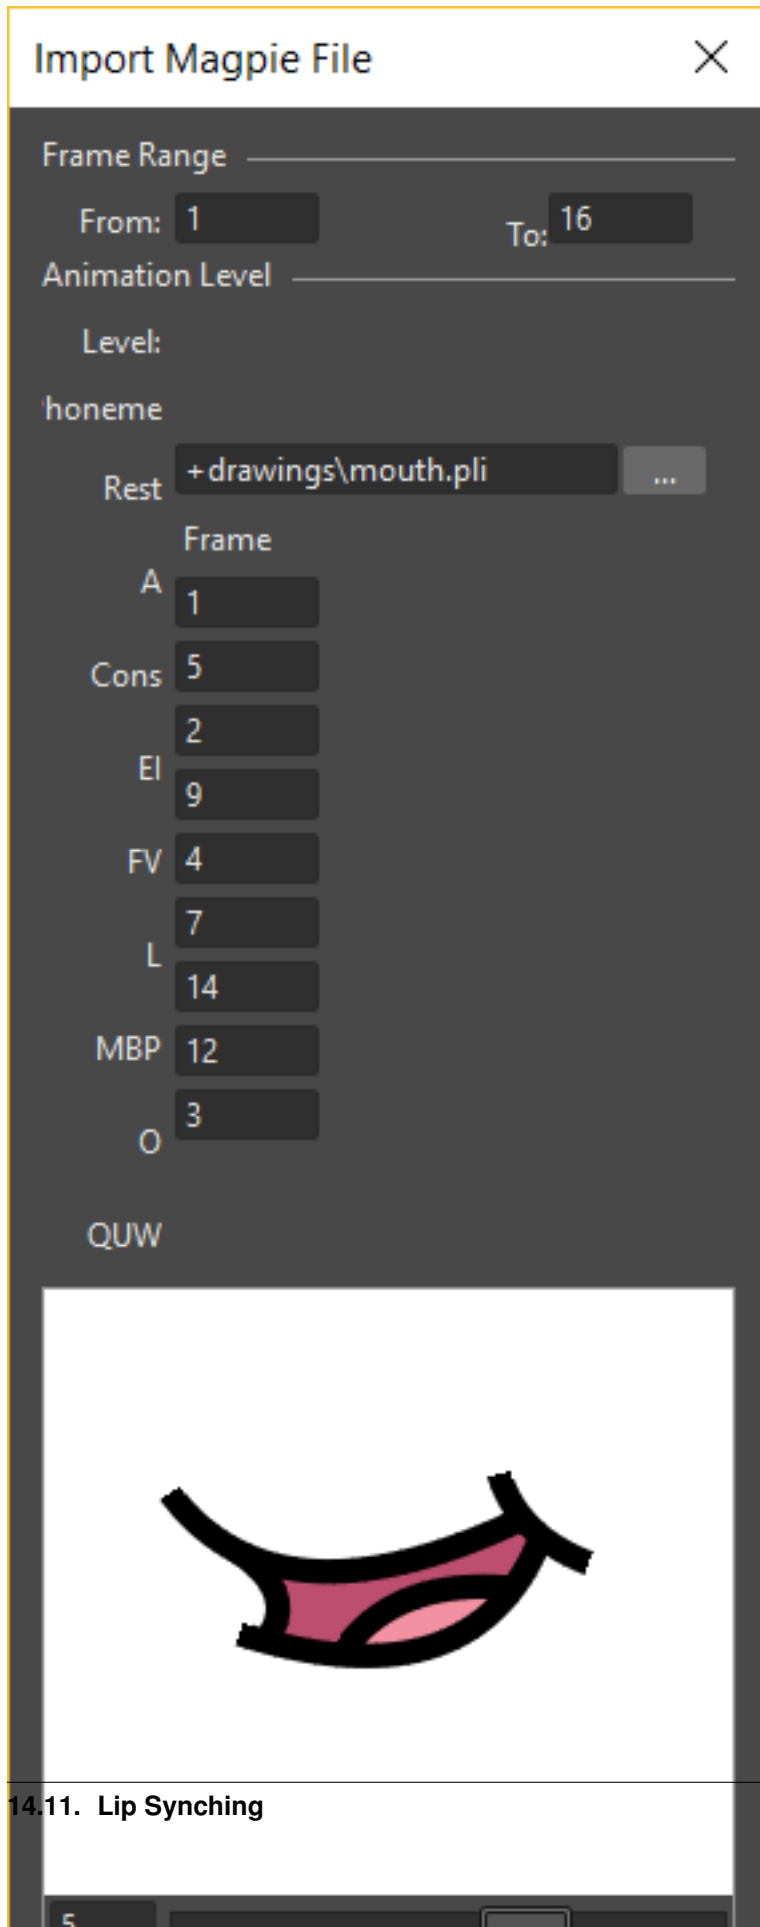 Import Magpie File
Frame Range
From: 1 To: 16
Animation Level
Level:
honeme
Rest +drawings\mouth.pli ...
Frame
A 1
Cons 5
2
EI 9
FV 4
7
L
14
MBP 12
3
O
QUW
14.11. Lip Synching
5